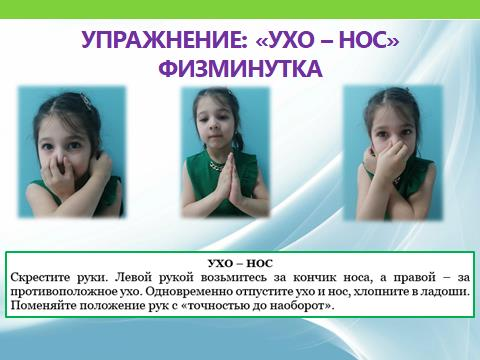 УПРАЖНЕНИЕ: «УХО – НОС»
ФИЗМИНУТКА
УХО – НОС
Скрестите руки. Левой рукой возьмитесь за кончик носа, а правой – за
противоположное ухо. Одновременно отпустите ухо и нос, хлопните в ладоши.
Поменяйте положение рук с «точностью до наоборот».